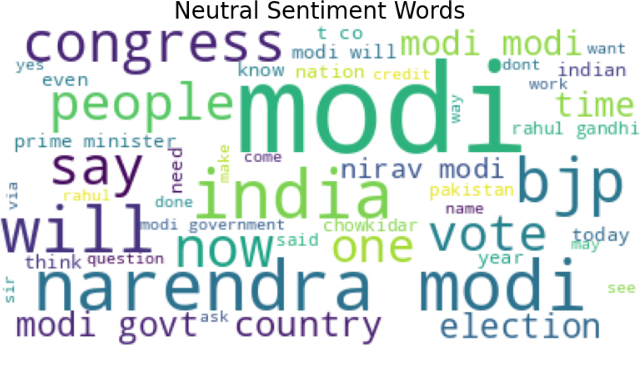 Neutral Sentiment Words
congress
t co
modi will
modi modi
want
yes
even
know
nation
credit
dont
indian
work
people
modi
way
time
rahul gandhi
prime minister
say
need
make
come
nirav modi
bjp
pakistan
via
rahul
india
done
name
will
modi government
chowkidar
now
said
one
vote
today
may
think
question
year
sir
narendra modi
see
modi govt
ask
country
election